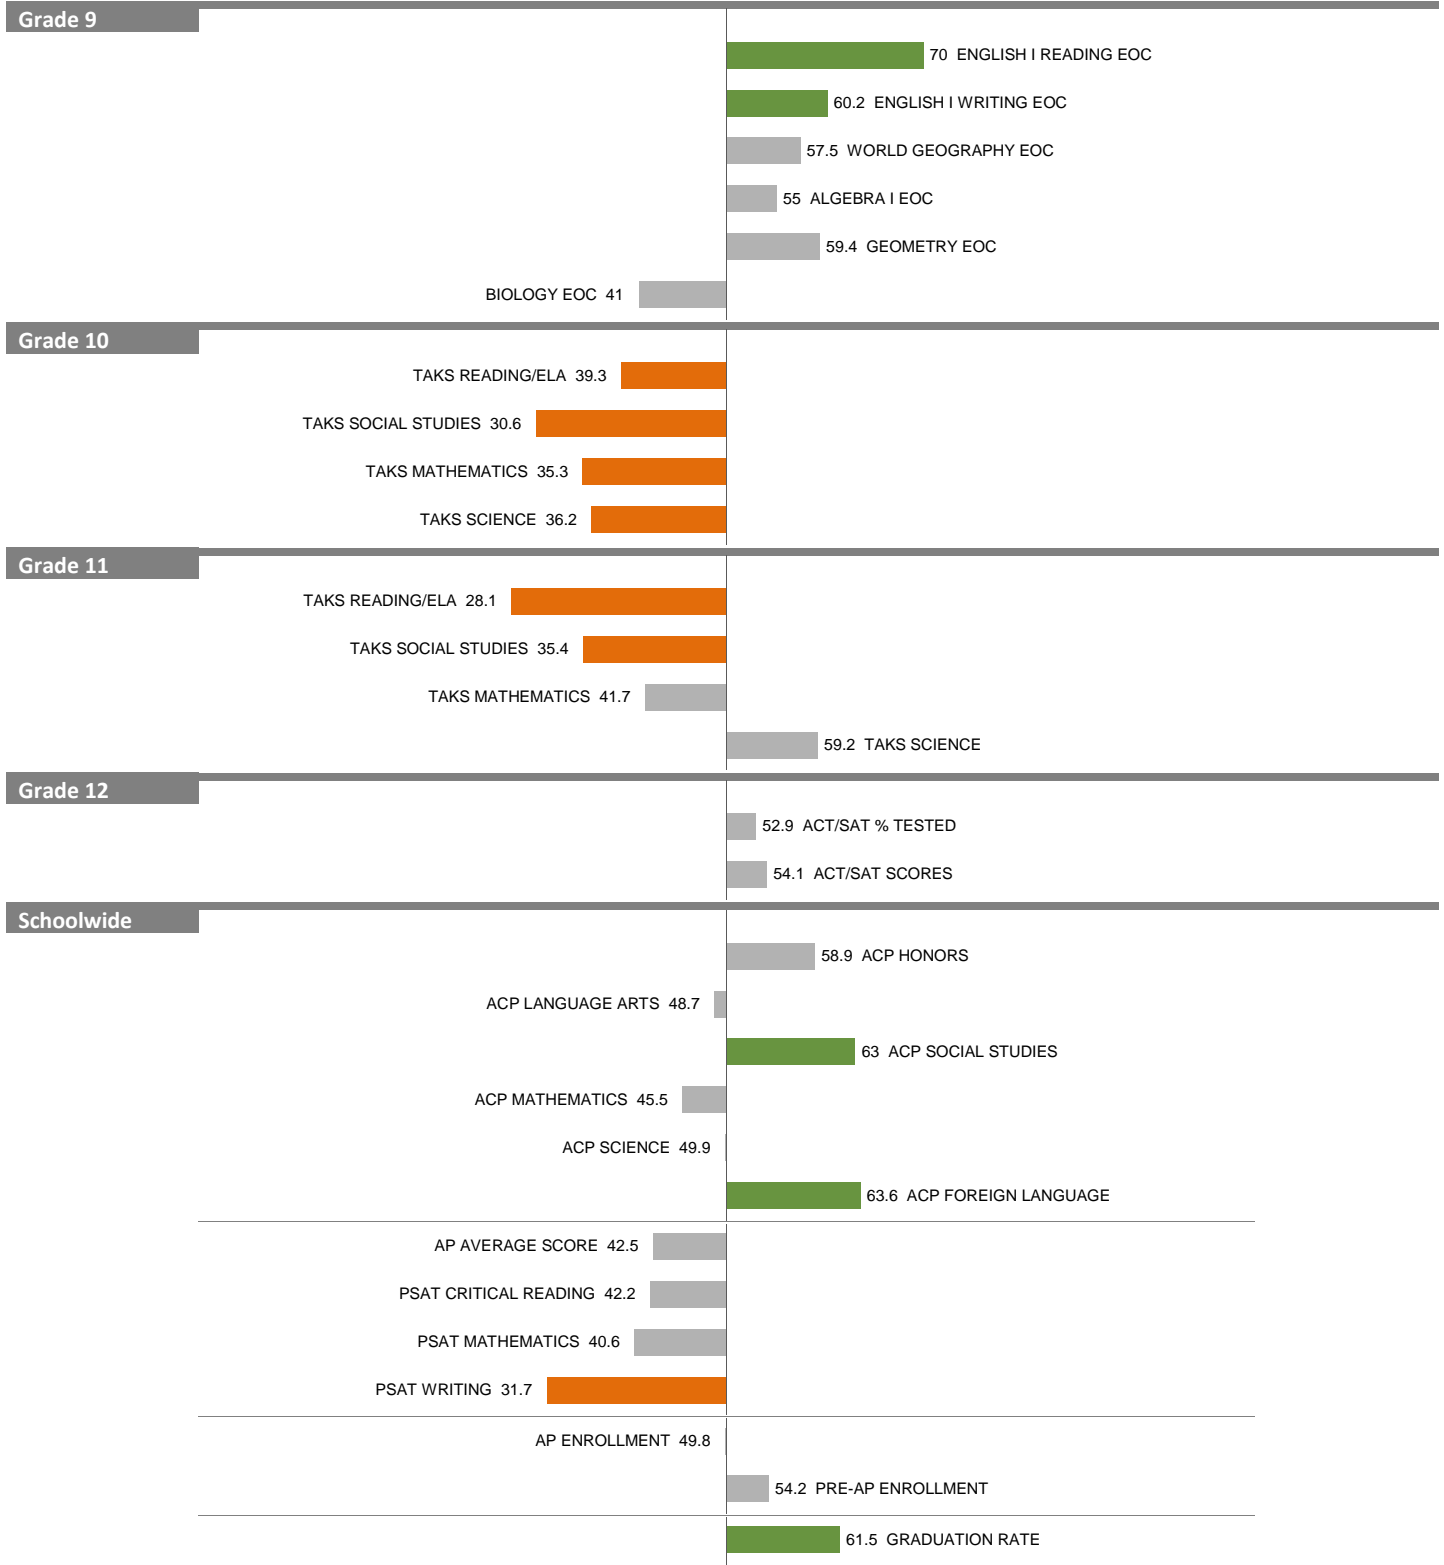 Grade 9
70 ENGLISH I READING EOC
60.2 ENGLISH I WRITING EOC
57.5 WORLD GEOGRAPHY EOC
55 ALGEBRA I EOC
59.4 GEOMETRY EOC
BIOLOGY EOC 41
Grade 10
TAKS READING/ELA 39.3
TAKS SOCIAL STUDIES 30.6
TAKS MATHEMATICS 35.3
TAKS SCIENCE 36.2
Grade 11
TAKS READING/ELA 28.1
TAKS SOCIAL STUDIES 35.4
TAKS MATHEMATICS 41.7
59.2 TAKS SCIENCE
Grade 12
52.9 ACT/SAT % TESTED
54.1 ACT/SAT SCORES
Schoolwide
58.9 ACP HONORS
ACP LANGUAGE ARTS 48.7
63 ACP SOCIAL STUDIES
ACP MATHEMATICS 45.5
ACP SCIENCE 49.9
63.6 ACP FOREIGN LANGUAGE
AP AVERAGE SCORE 42.5
PSAT CRITICAL READING 42.2
PSAT MATHEMATICS 40.6
PSAT WRITING 31.7
AP ENROLLMENT 49.8
54.2 PRE-AP ENROLLMENT
61.5 GRADUATION RATE